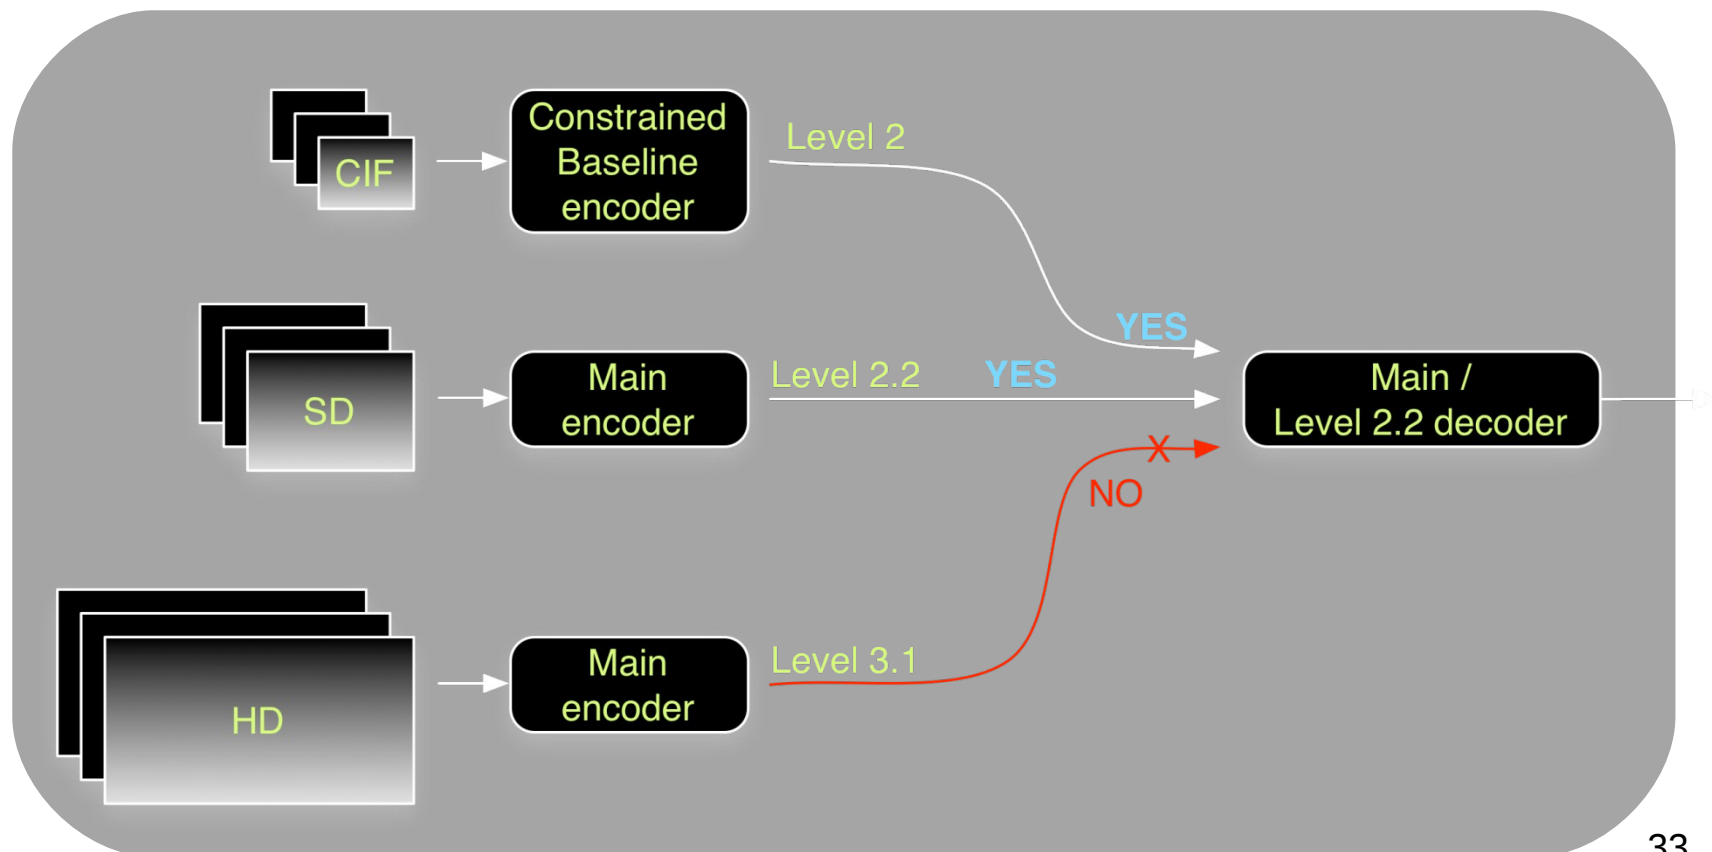 CIF
Constrained
Baseline
encoder
Level 2
YES
SD
Main
encoder
Level 2.2
YES
Main /
Level 2.2 decoder
X
NO
HD
Main
encoder
Level 3.1
33